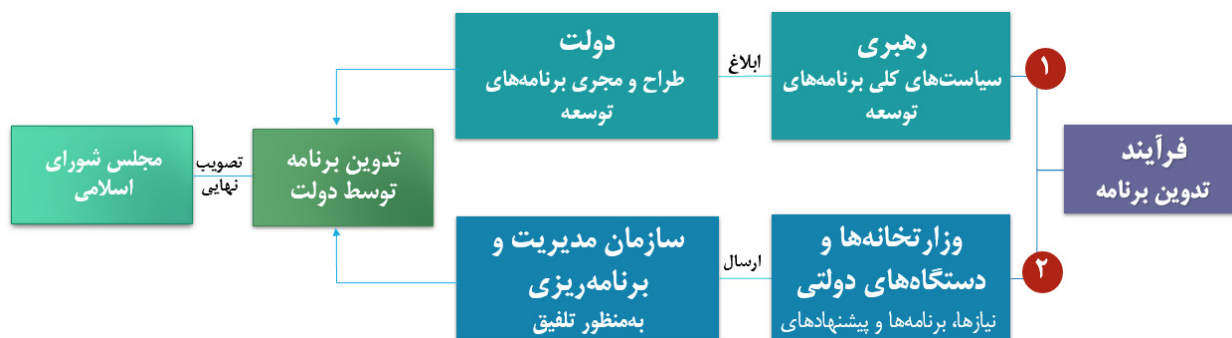 فرآیند
تدوین برنامه
۱
رهبری
سیاست‌های کلی برنامه‌های
توسعه
ابلاغ
دولت
طراح و مجری برنامه‌های
توسعه
۲
وزارتخانه‌ها و
دستگاه‌های دولتی
نیازها، برنامه‌ها و پیشنهادهای
ارسال
سازمان مدیریت و
برنامه‌ریزی
به‌منظور تلفیق
تدوین برنامه
توسط دولت
تصویب
نهایی
مجلس شورای
اسلامی